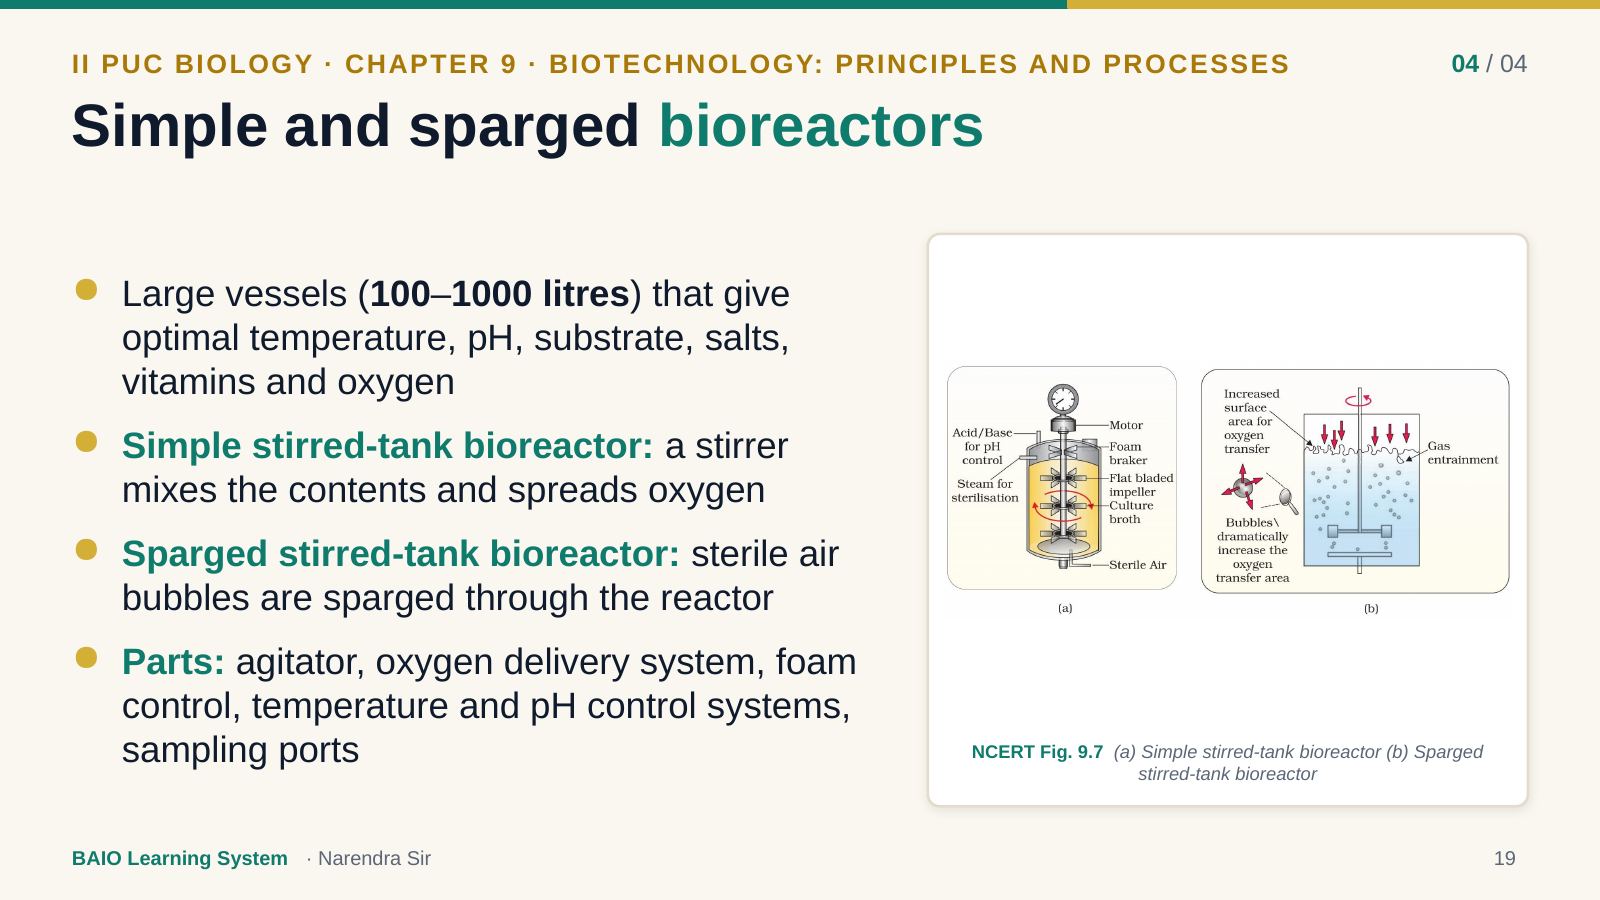 II PUC BIOLOGY · CHAPTER 9 · BIOTECHNOLOGY: PRINCIPLES AND PROCESSES
04 / 04
Simple and sparged bioreactors
Large vessels (100–1000 litres) that give
optimal temperature, pH, substrate, salts,
vitamins and oxygen
Simple stirred-tank bioreactor: a stirrer
mixes the contents and spreads oxygen
Sparged stirred-tank bioreactor: sterile air
bubbles are sparged through the reactor
Parts: agitator, oxygen delivery system, foam
control, temperature and pH control systems,
sampling ports
Acid/Base
for pH
control
Steam for
sterilisation
Motor
Foam
braker
Flat bladed
impeller
Culture
broth
Sterile Air
(a)
Increased
surface
area for
oxygen
transfer
Gas
entrainment
Bubbles\
dramatically
increase the
oxygen
transfer area
(b)
NCERT Fig. 9.7 (a) Simple stirred-tank bioreactor (b) Sparged
stirred-tank bioreactor
BAIO Learning System · Narendra Sir
19